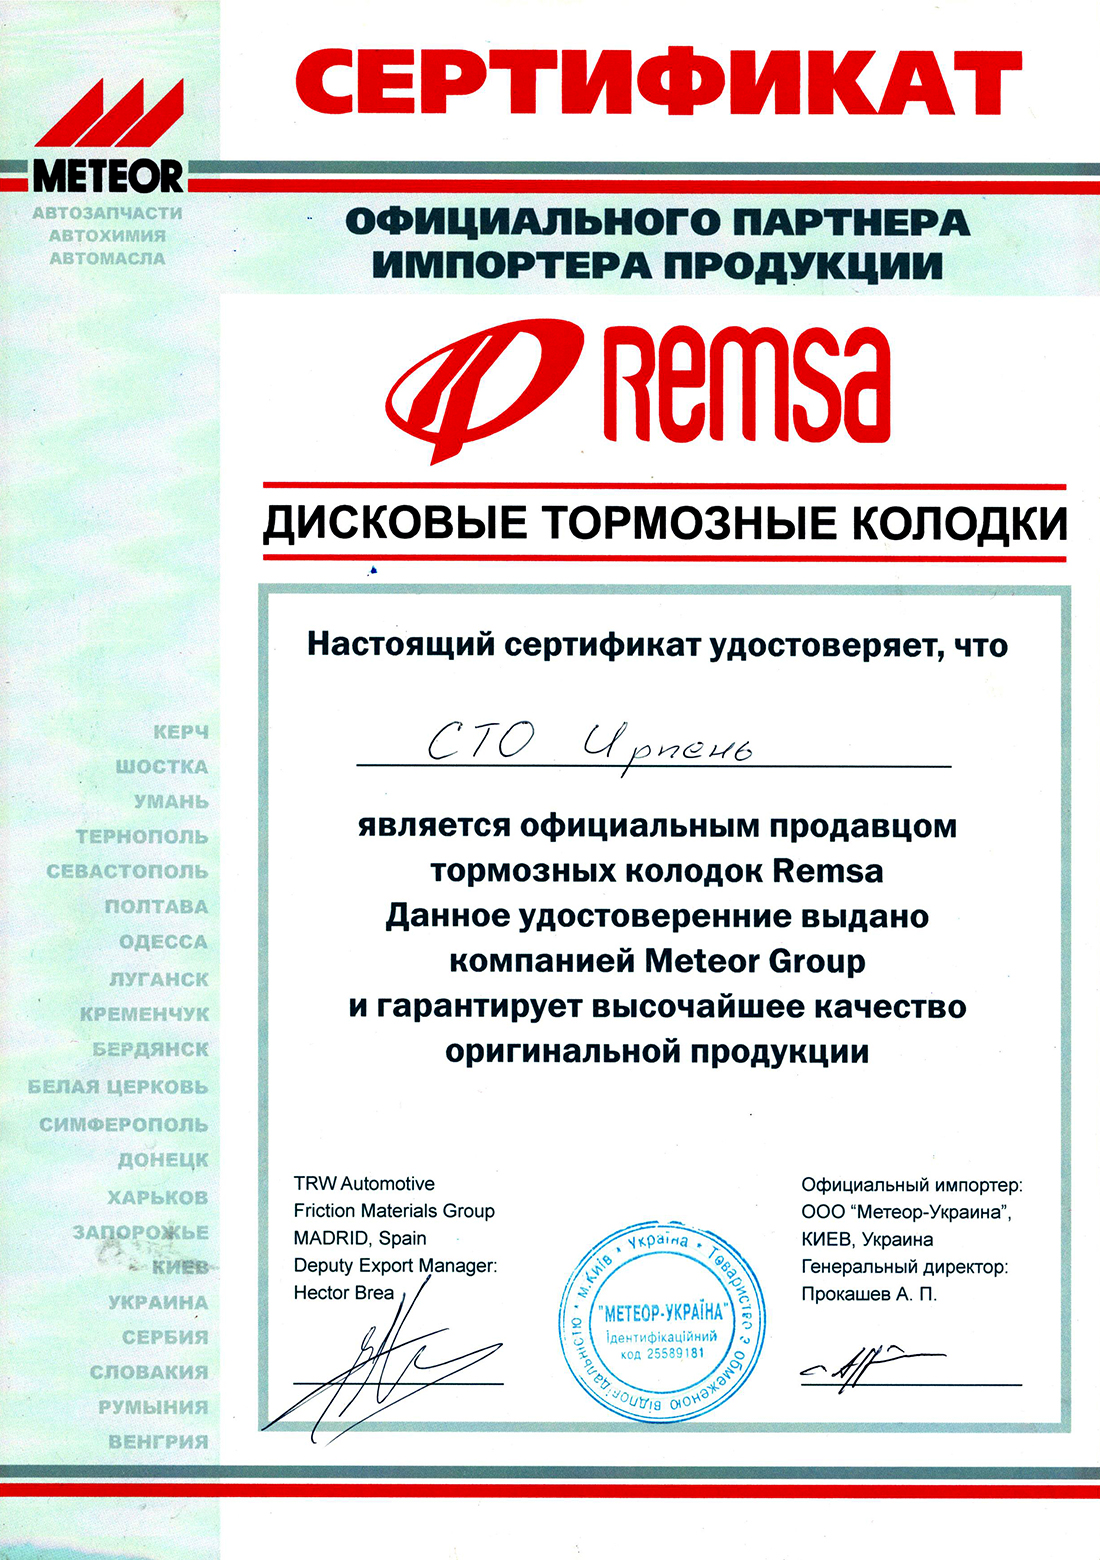 СЕРТИФИКАТ
METEOR
АВТОЗАПЧАСТИ
АВТОХИМИЯ
АВТОМАСЛА
ОФИЦИАЛЬНОГО ПАРТНЕРА
ИМПОРТЕРА ПРОДУКЦИИ
Remsa
ДИСКОВЫЕ ТОРМОЗНЫЕ КОЛОДКИ
Настоящий сертификат удостоверяет, что
СТО Ирпень
является официальным продавцом
тормозных колодок Remsa
Данное удостоверенние выдано
компанией Meteor Group
и гарантирует высочайшее качество
оригинальной продукции
КЕРЧ
ШОСТКА
УМАНЬ
ТЕРНОПОЛЬ
СЕВАСТОПОЛЬ
ПОЛТАВА
ОДЕССА
ЛУГАНСК
КРЕМЕНЧУК
БЕРДЯНСК
БЕЛАЯ ЦЕРКОВЬ
СИМФЕРОПОЛЬ
ДОНЕЦК
ХАРЬКОВ
ЗАПОРОЖЬЕ
КИЕВ
УКРАИНА
СЕРБИЯ
СЛОВАКИЯ
РУМЫНИЯ
ВЕНГРИЯ
TRW Automotive
Friction Materials Group
MADRID, Spain
Deputy Export Manager:
Hector Brea
м.Київ • Україна • Товариство з обмеженою відповідальністю
"МЕТЕОР-УКРАЇНА"
Ідентифікаційний
код 25589181
Официальный импортер:
ООО “Метеор-Украина”,
КИЕВ, Украина
Генеральный директор:
Прокашев А. П.